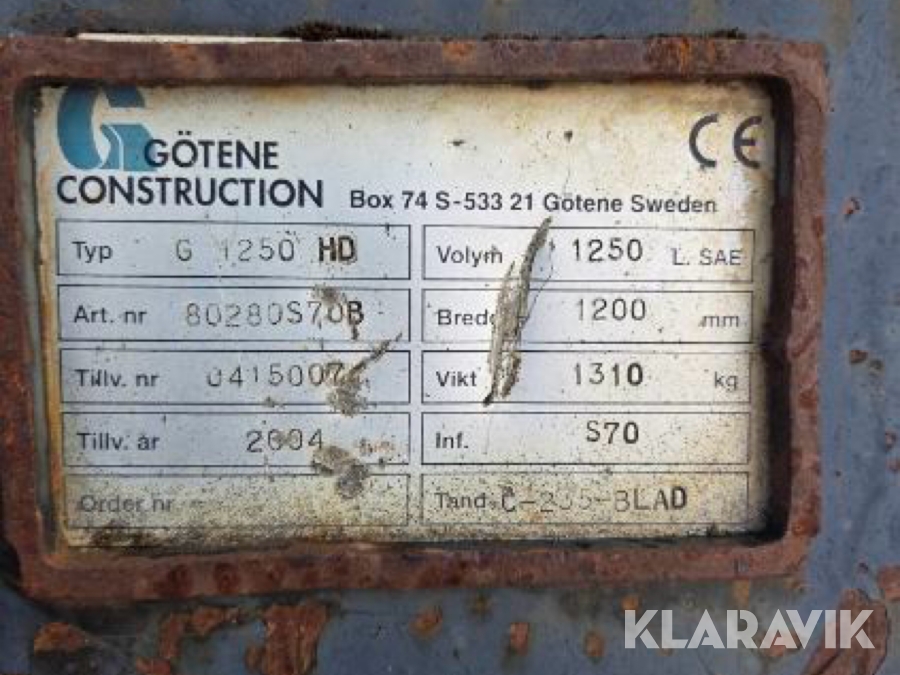 GÖTENE
CONSTRUCTION Box 74 S-533 21 Götene Sweden
CE
Typ G 1250 HD
Volym 1250 L. SAE
Art. nr 80280S70B
Bredd 1200 mm
Tillv. nr
Vikt 1310 kg
Tillv. år 2004
Inf. S70
Order nr
Tand
KLARAVIK